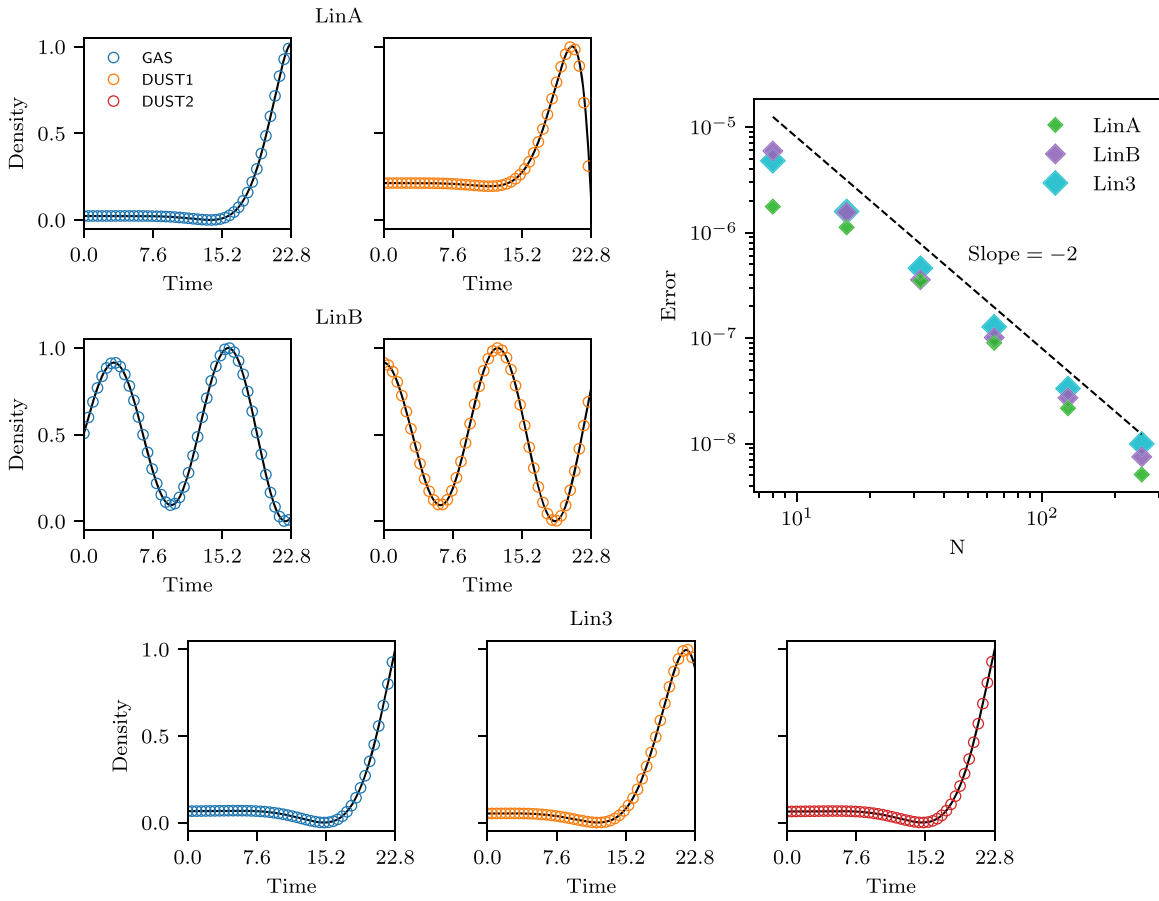 LinA
1.0
0.5
0.0
Density
GAS
DUST1
DUST2
0.0 7.6 15.2 22.8
Time
0.0 7.6 15.2 22.8
Time
LinB
1.0
0.5
0.0
Density
0.0 7.6 15.2 22.8
Time
0.0 7.6 15.2 22.8
Time
10⁻⁵
10⁻⁶
10⁻⁷
10⁻⁸
Error
LinA
LinB
Lin3
Slope = −2
10¹ 10²
N
Lin3
1.0
0.5
0.0
Density
0.0 7.6 15.2 22.8
Time
0.0 7.6 15.2 22.8
Time
0.0 7.6 15.2 22.8
Time